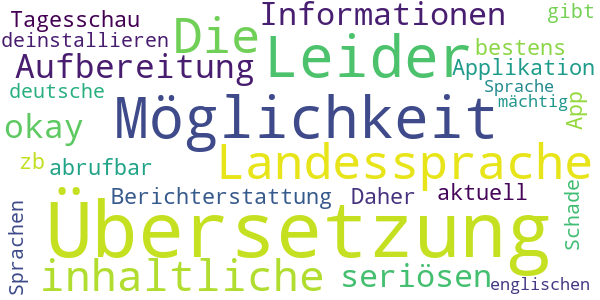 Tagesschau
Informationen
gibt
deinstallieren
Die
Leider
bestens
Aufbereitung
Applikation
deutsche
Möglichkeit
Sprache
mächtig
App
okay
zb
abrufbar
Landessprache
Berichterstattung
Daher
aktuell
Schade
Sprachen
Übersetzung
inhaltliche
seriösen
englischen